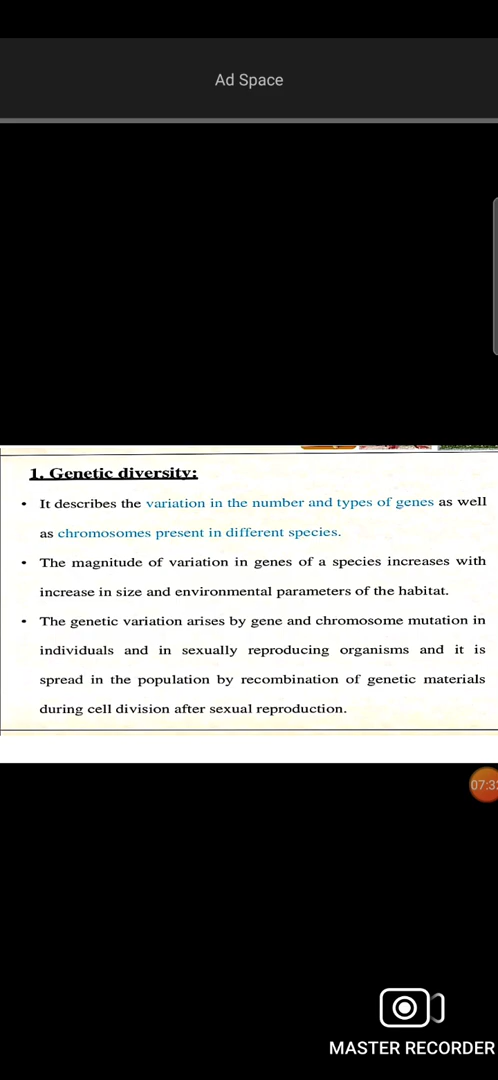 Ad Space
1. Genetic diversity:
• It describes the variation in the number and types of genes as well
as chromosomes present in different species.
• The magnitude of variation in genes of a species increases with
increase in size and environmental parameters of the habitat.
• The genetic variation arises by gene and chromosome mutation in
individuals and in sexually reproducing organisms and it is
spread in the population by recombination of genetic materials
during cell division after sexual reproduction.
07:32
MASTER RECORDER